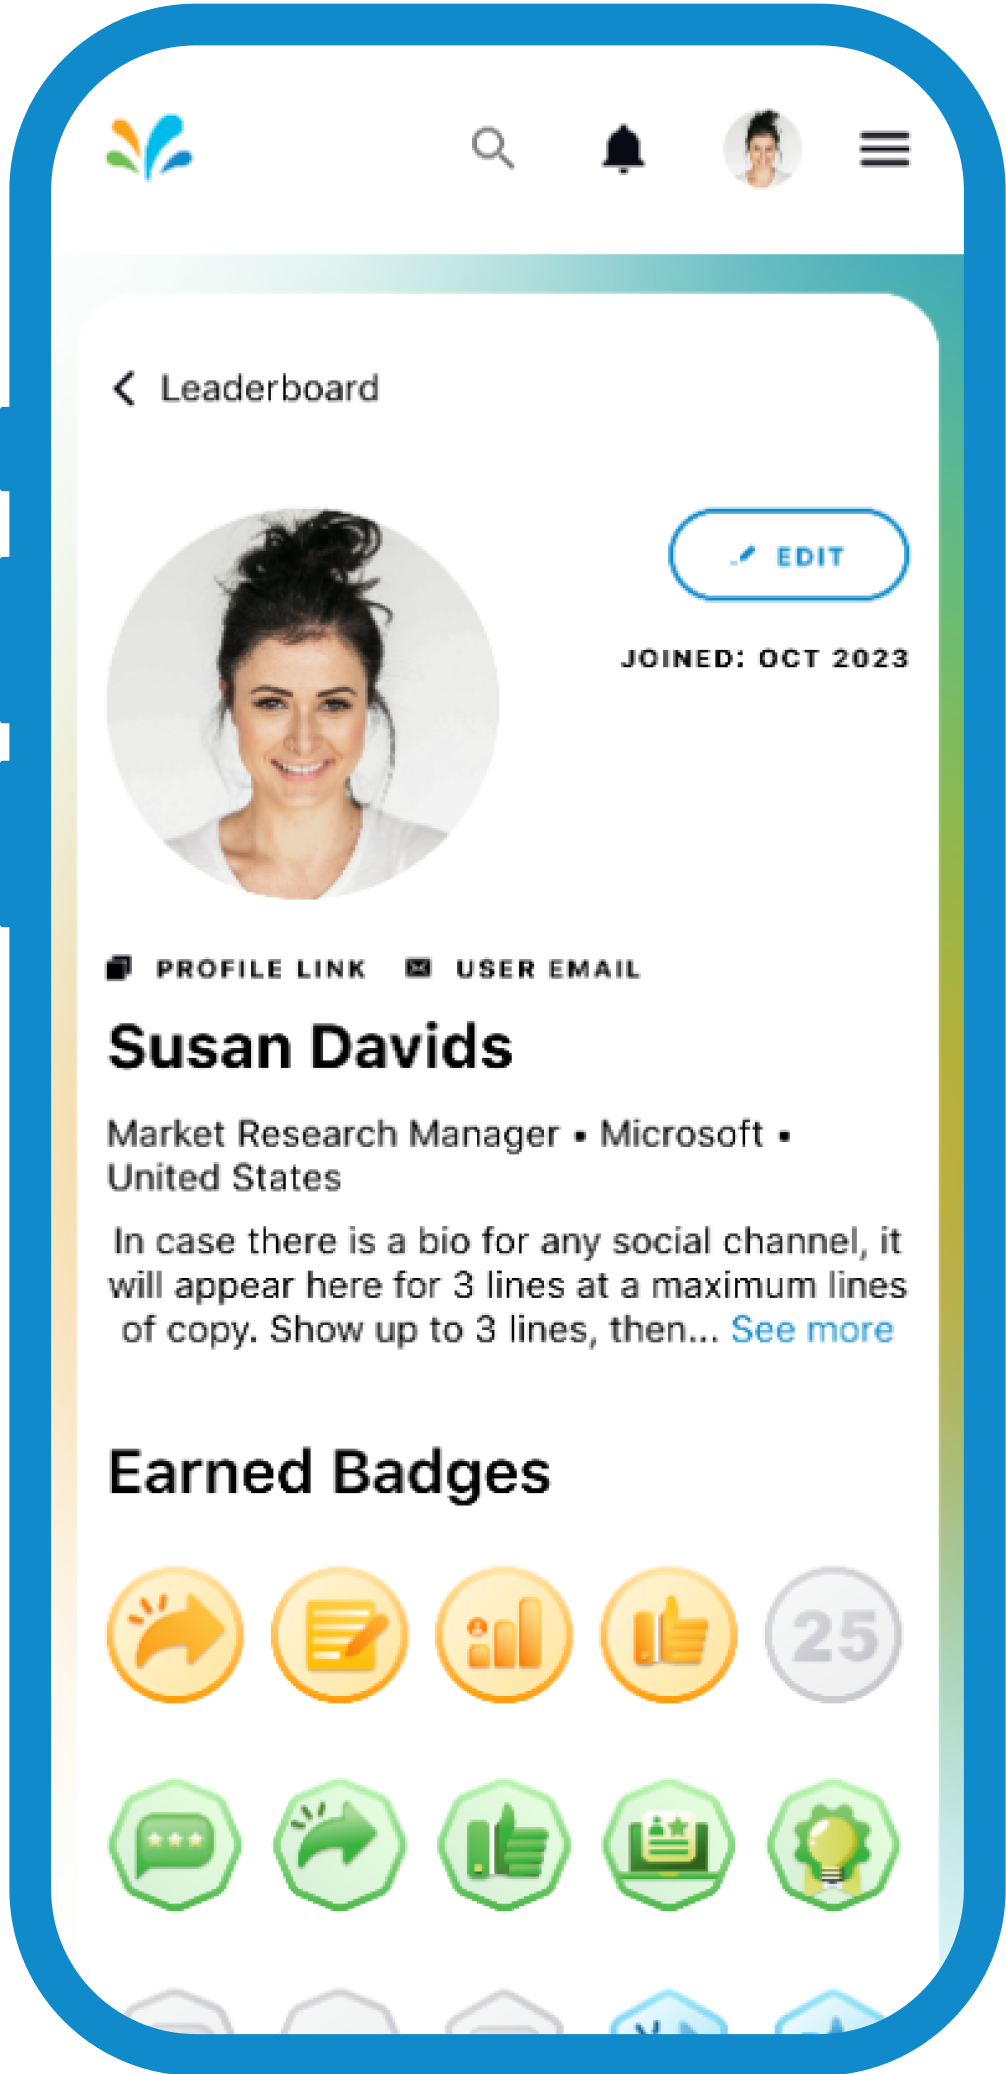 Leaderboard
EDIT
JOINED: OCT 2023
PROFILE LINK USER EMAIL
Susan Davids
Market Research Manager • Microsoft •
United States
In case there is a bio for any social channel, it
will appear here for 3 lines at a maximum lines
of copy. Show up to 3 lines, then... See more
Earned Badges
25